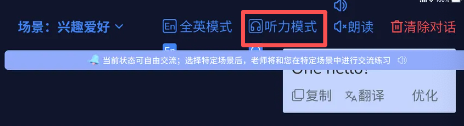 场景：兴趣爱好
En 全英模式
听力模式
朗读
清除对话
当前状态可自由交流；选择特定场景后，老师将和您在特定场景中进行交流练习
One hello?
复制
翻译
优化